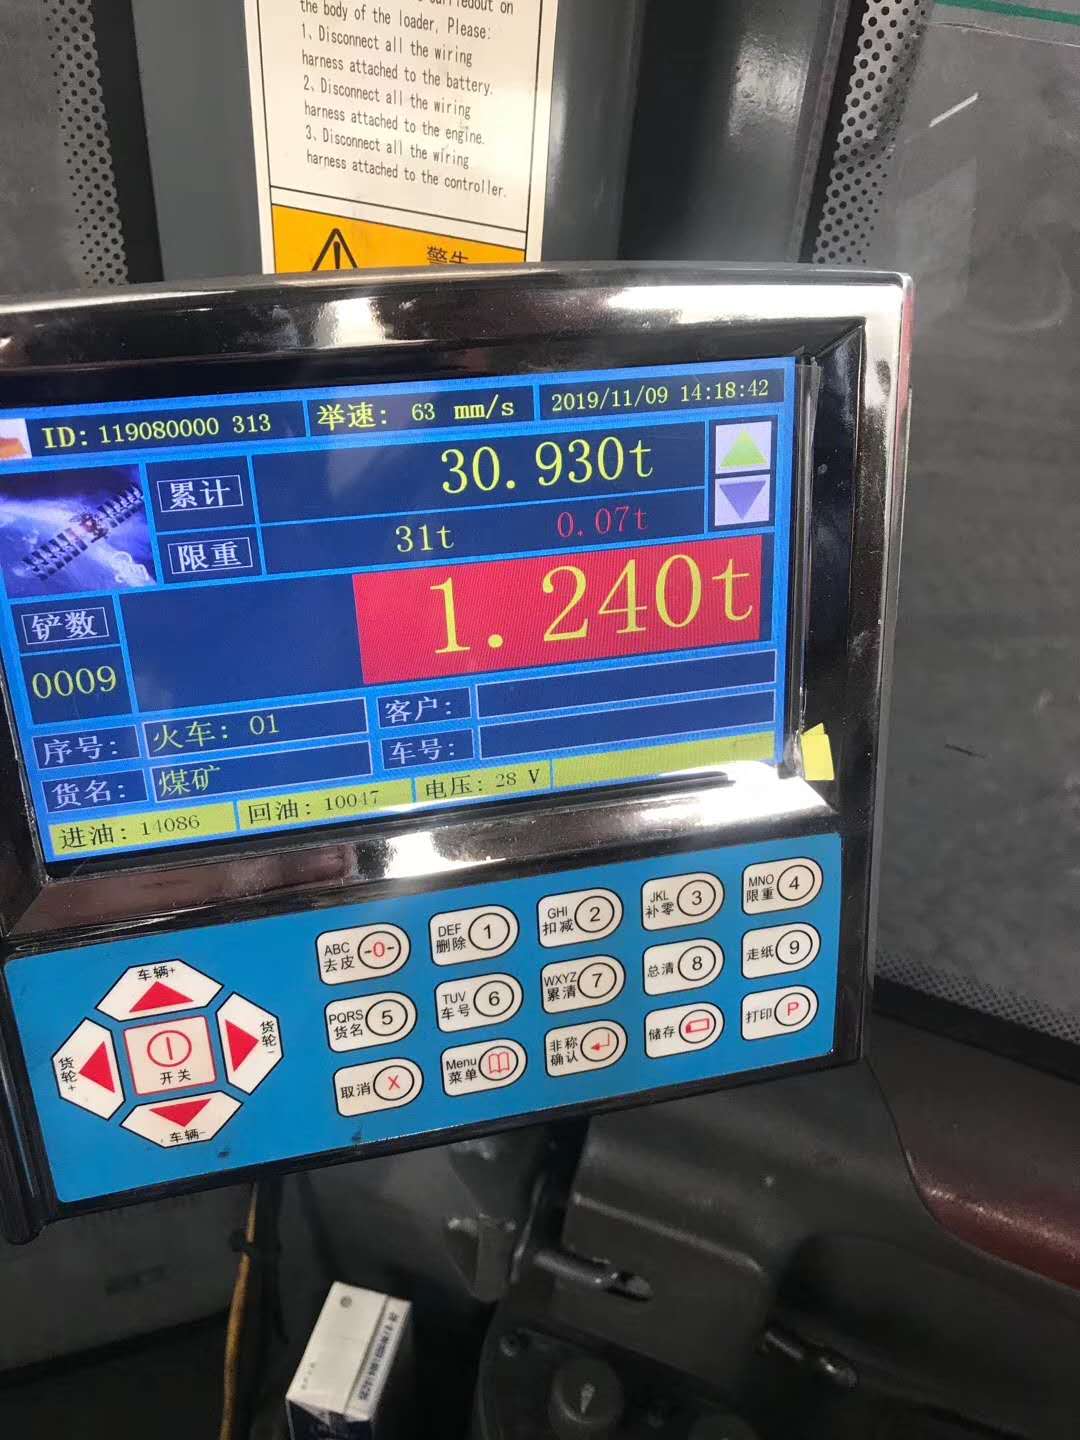 on
the body of the loader, Please:
1、Disconnect all the wiring
harness attached to the battery.
2、Disconnect all the wiring
harness attached to the engine.
3、Disconnect all the wiring
harness attached to the controller.
警告
ID: 119080000 313
举速: 63 mm/s
2019/11/09 14:18:42
累计
30.930t
限重
31t
0.07t
1.240t
铲数
0009
序号:
火车: 01
客户:
货名:
煤矿
车号:
进油: 14086
回油: 10047
电压: 28 V
ABC
去皮
-0-
DEF
删除
1
GHI
扣减
2
JKL
补零
3
MNO
限重
4
PQRS
货名
5
TUV
车号
6
WXYZ
累清
7
总清
8
走纸
9
取消
X
Menu
菜单
非称
确认
储存
打印
P
车辆+
货轮+
开关
货轮-
车辆-